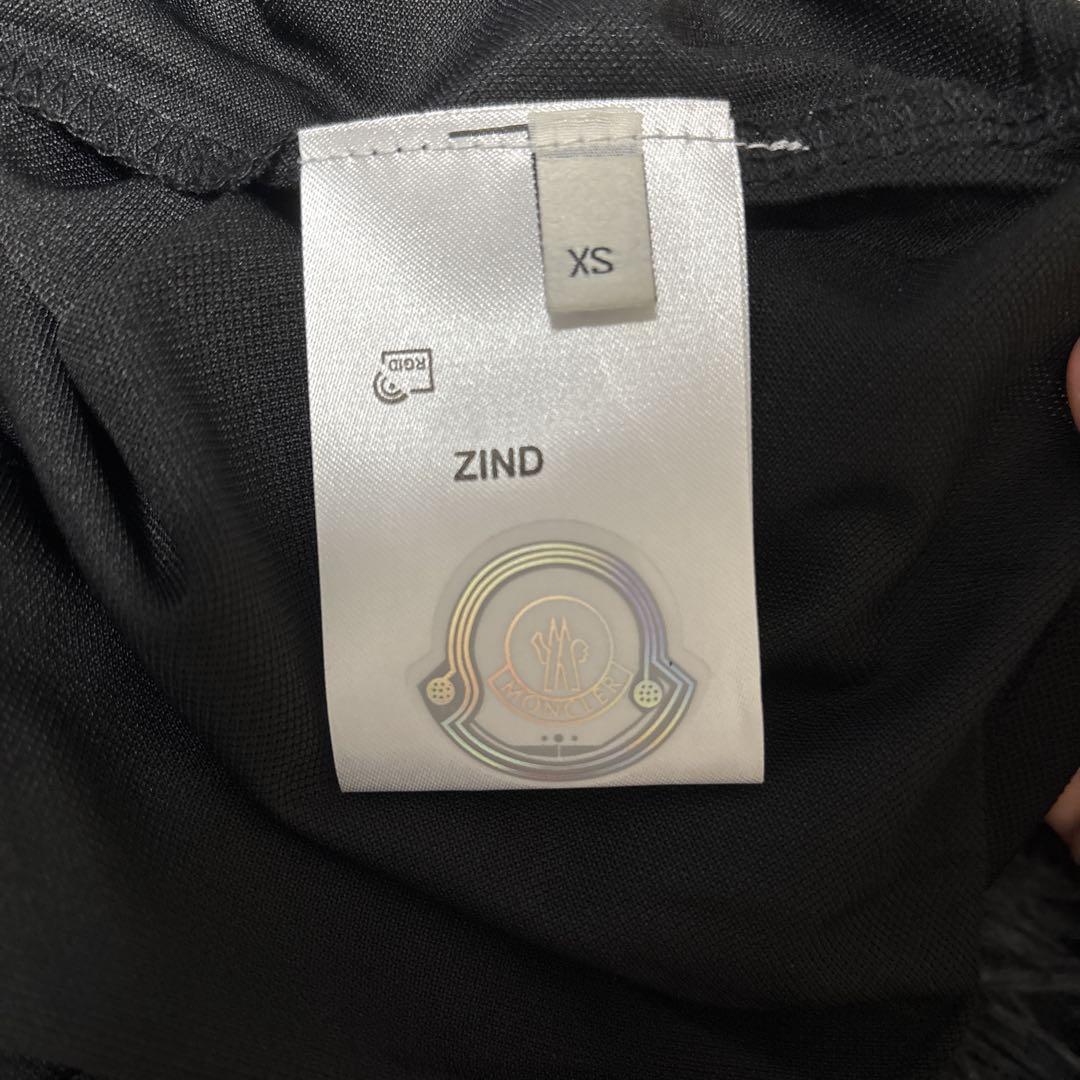 XS
RGID
ZIND
MONCLER